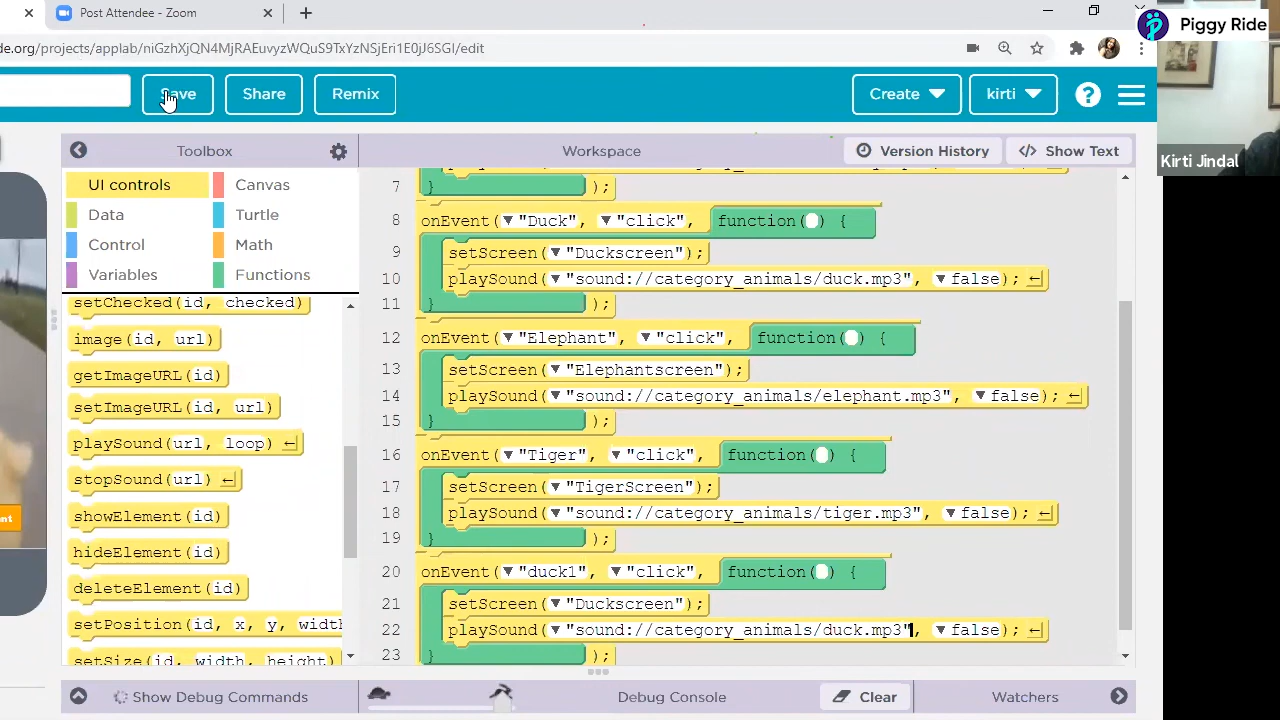 Post Attendee - Zoom
Piggy Ride
de.org/projects/applab/niGzhXjQN4MjRAEuvyzWQuS9TxYzNSjEri1E0jJ6SGI/edit
Save
Share
Remix
Create
kirti
Kirti Jindal
Toolbox
Workspace
Version History
Show Text
UI controls
Canvas
Data
Turtle
Control
Math
Variables
Functions
setChecked(id, checked)
image(id, url)
getImageURL(id)
setImageURL(id, url)
playSound(url, loop)
stopSound(url)
showElement(id)
hideElement(id)
deleteElement(id)
setPosition(id, x, y, width
setSize(id, width, height)
7 } );
8 onEvent("Duck", "click", function() {
9 setScreen("Duckscreen");
10 playSound("sound://category_animals/duck.mp3", false);
11 } );
12 onEvent("Elephant", "click", function() {
13 setScreen("Elephantscreen");
14 playSound("sound://category_animals/elephant.mp3", false);
15 } );
16 onEvent("Tiger", "click", function() {
17 setScreen("TigerScreen");
18 playSound("sound://category_animals/tiger.mp3", false);
19 } );
20 onEvent("duck1", "click", function() {
21 setScreen("Duckscreen");
22 playSound("sound://category_animals/duck.mp3", false);
23 } );
Show Debug Commands
Debug Console
Clear
Watchers